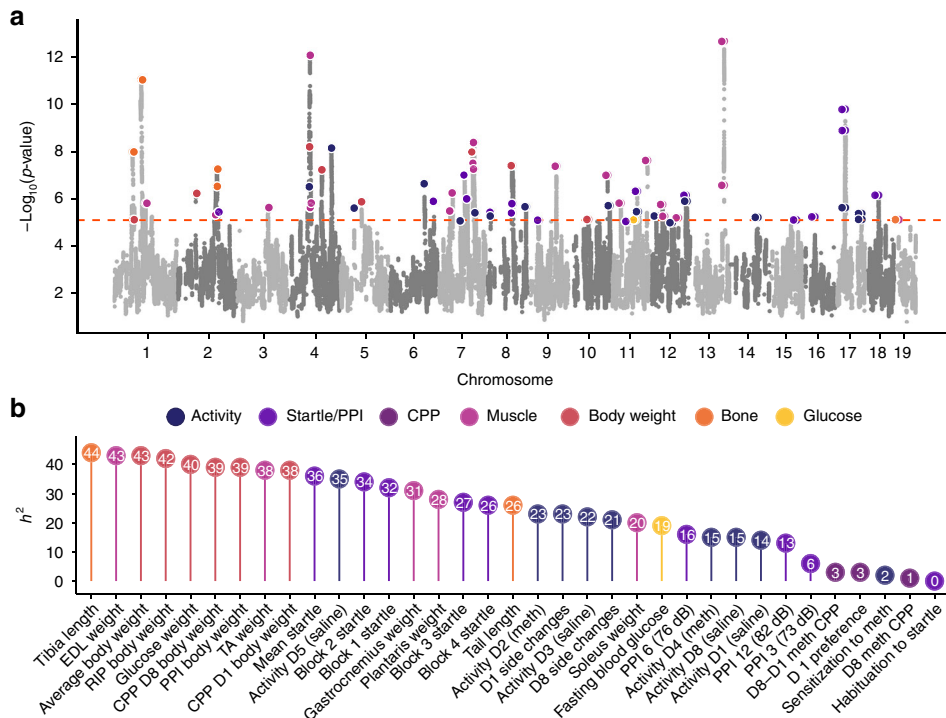 a
−Log10(p-value)
12
10
8
6
4
2
1 2 3 4 5 6 7 8 9 10 11 12 13 14 15 16 17 18 19
Chromosome
b
Activity Startle/PPI CPP Muscle Body weight Bone Glucose
h2
40
30
20
10
0
44 43 43 42 40 39 39 38 38 36 35 34 32 31 28 27 26 26 23 23 22 21 20 19 16 15 15 14 13 6 3 3 2 1 0
Tibia length
EDL weight
Average body weight
RIP body weight
Glucose weight
CPP D8 body weight
PPI body weight
TA weight
CPP D1 body weight
Mean startle
Activity D5 (saline)
Block 2 startle
Block 1 startle
Gastrocnemius weight
Plantaris weight
Block 3 startle
Block 4 startle
Tail length
Activity D2 (meth)
D1 side changes
Activity D3 (saline)
D8 side changes
Soleus weight
Fasting blood glucose
PPI 6 (76 dB)
Activity D4 (meth)
Activity D8 (saline)
Activity D1 (saline)
PPI 12 (82 dB)
PPI 3 (73 dB)
D8–D1 meth CPP
D 1 preference
Sensitization to meth
D8 meth CPP
Habituation to startle